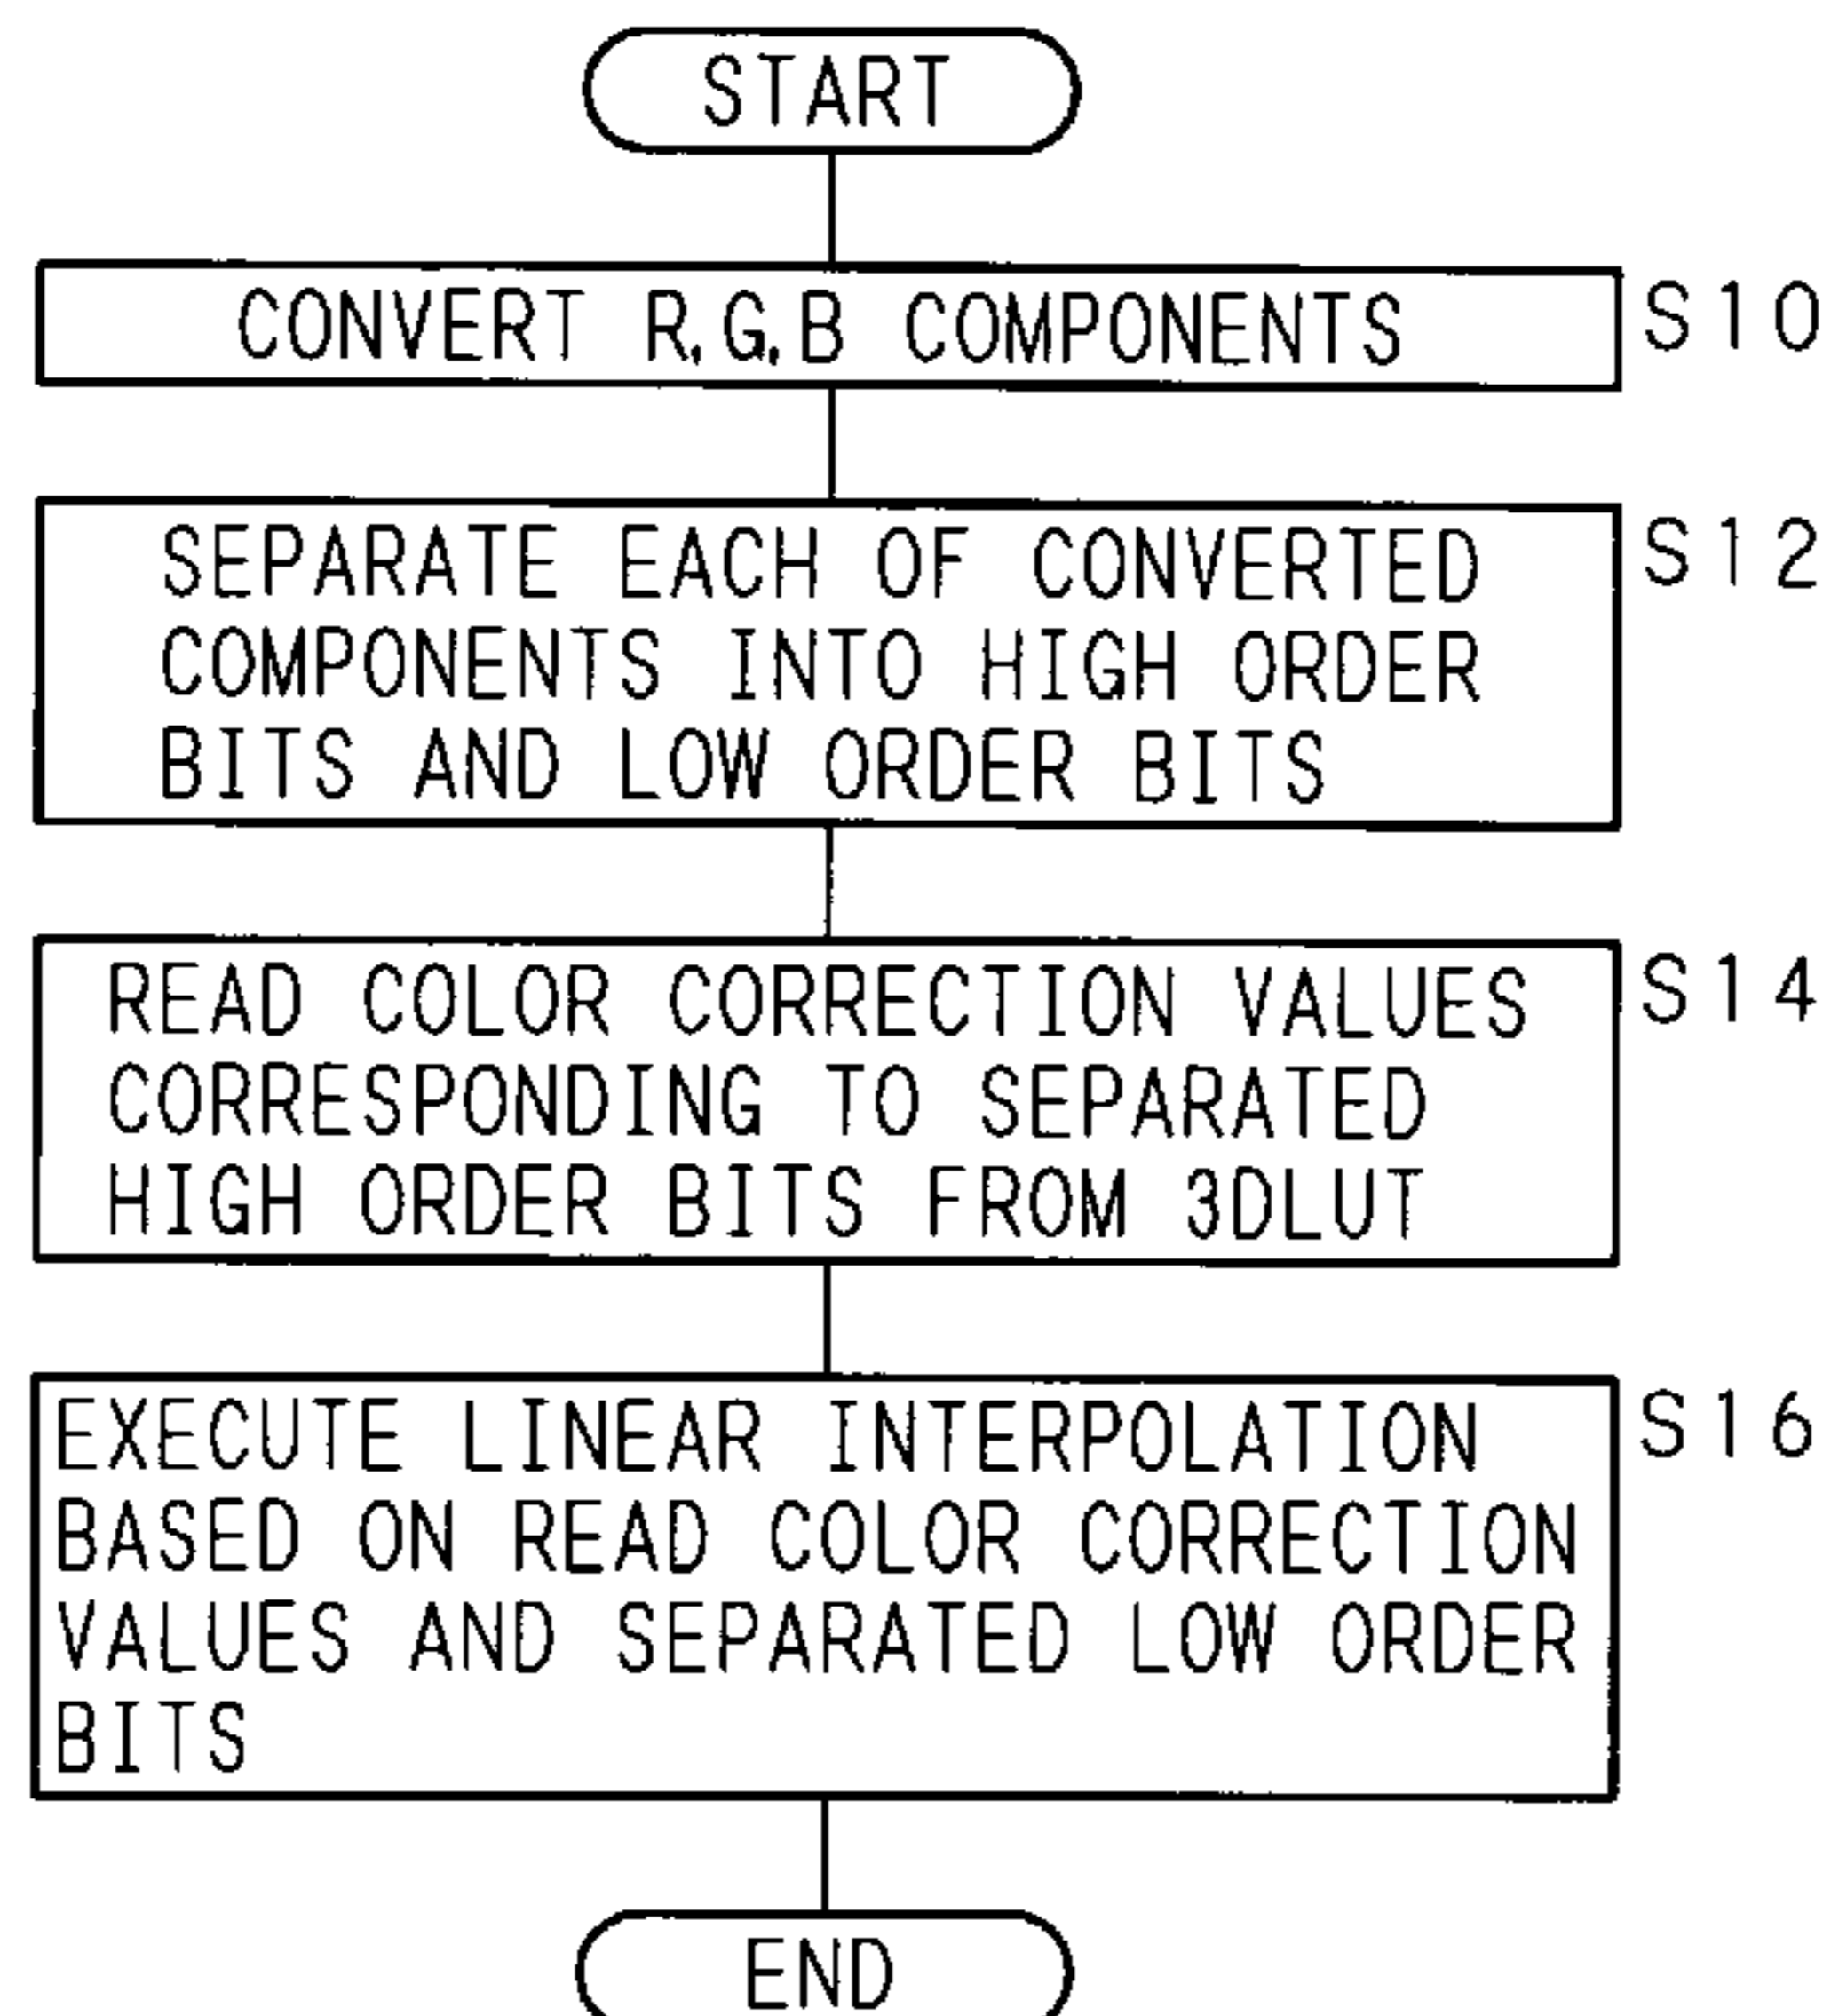 START
CONVERT R,G,B COMPONENTS
S10
SEPARATE EACH OF CONVERTED
COMPONENTS INTO HIGH ORDER
BITS AND LOW ORDER BITS
S12
READ COLOR CORRECTION VALUES
CORRESPONDING TO SEPARATED
HIGH ORDER BITS FROM 3DLUT
S14
EXECUTE LINEAR INTERPOLATION
BASED ON READ COLOR CORRECTION
VALUES AND SEPARATED LOW ORDER
BITS
S16
END